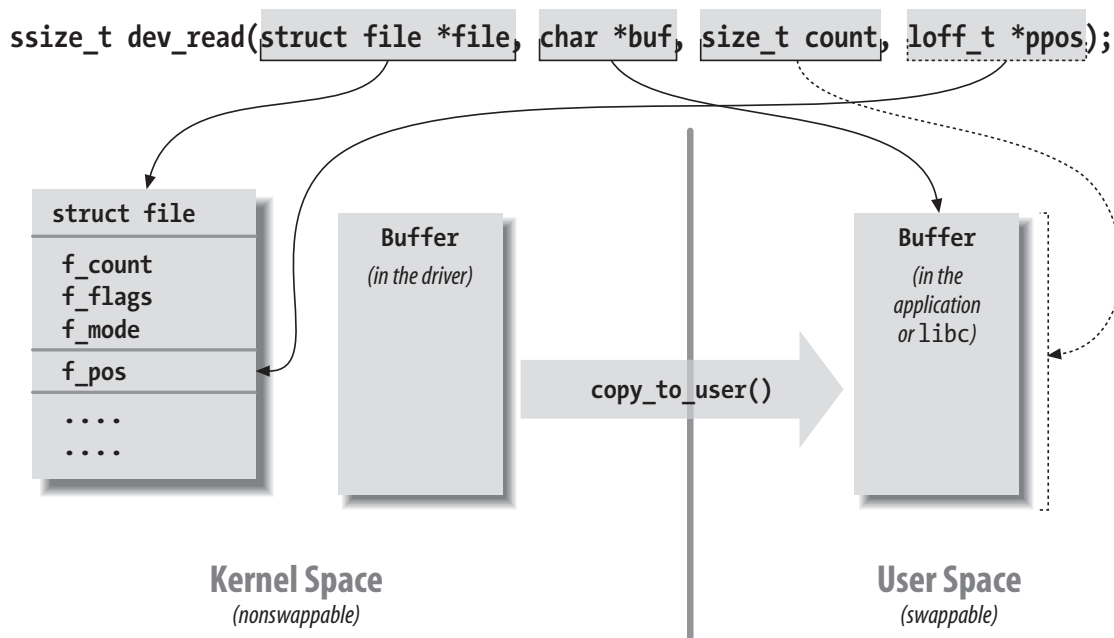 ssize_t dev_read(struct file *file, char *buf, size_t count, loff_t *ppos);
struct file
f_count
f_flags
f_mode
f_pos
....
....
Buffer
(in the driver)
copy_to_user()
Buffer
(in the
application
or libc)
Kernel Space
(nonswappable)
User Space
(swappable)